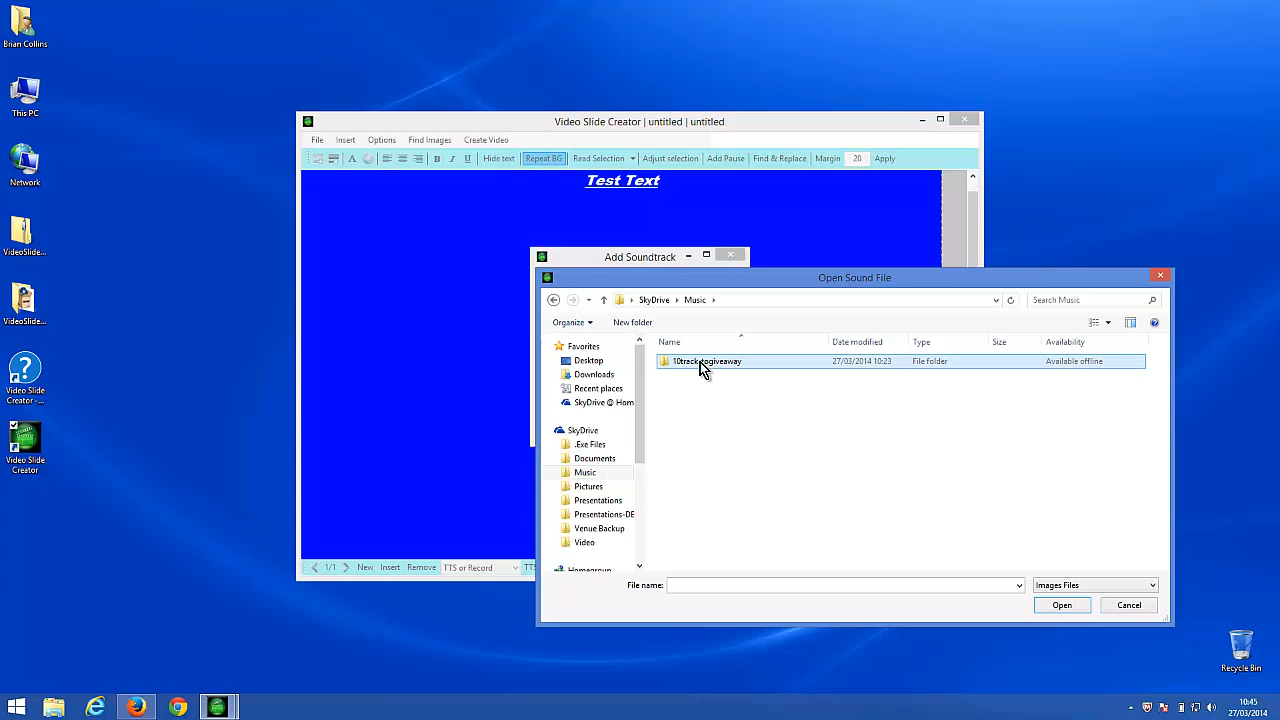 Brian Collins
This PC
Network
VideoSlide...
VideoSlide...
Video Slide
Creator -...
Video Slide
Creator
Video Slide Creator | untitled | untitled
File Insert Options Find Images Create Video
A B I U Hide text Repeat BG Read Selection Adjust selection Add Pause Find & Replace Margin 20 Apply
Test Text
Add Soundtrack
Open Sound File
SkyDrive Music Search Music
Organize New folder
Name Date modified Type Size Availability
10track togiveaway 27/03/2014 10:23 File folder Available offline
Favorites
Desktop
Downloads
Recent places
SkyDrive @ Hom
SkyDrive
.Exe Files
Documents
Music
Pictures
Presentations
Presentations-DE
Venue Backup
Video
Homegroup
File name: Images Files
Open Cancel
1/1 New Insert Remove TTS or Record TT
Recycle Bin
10:45
27/03/2014